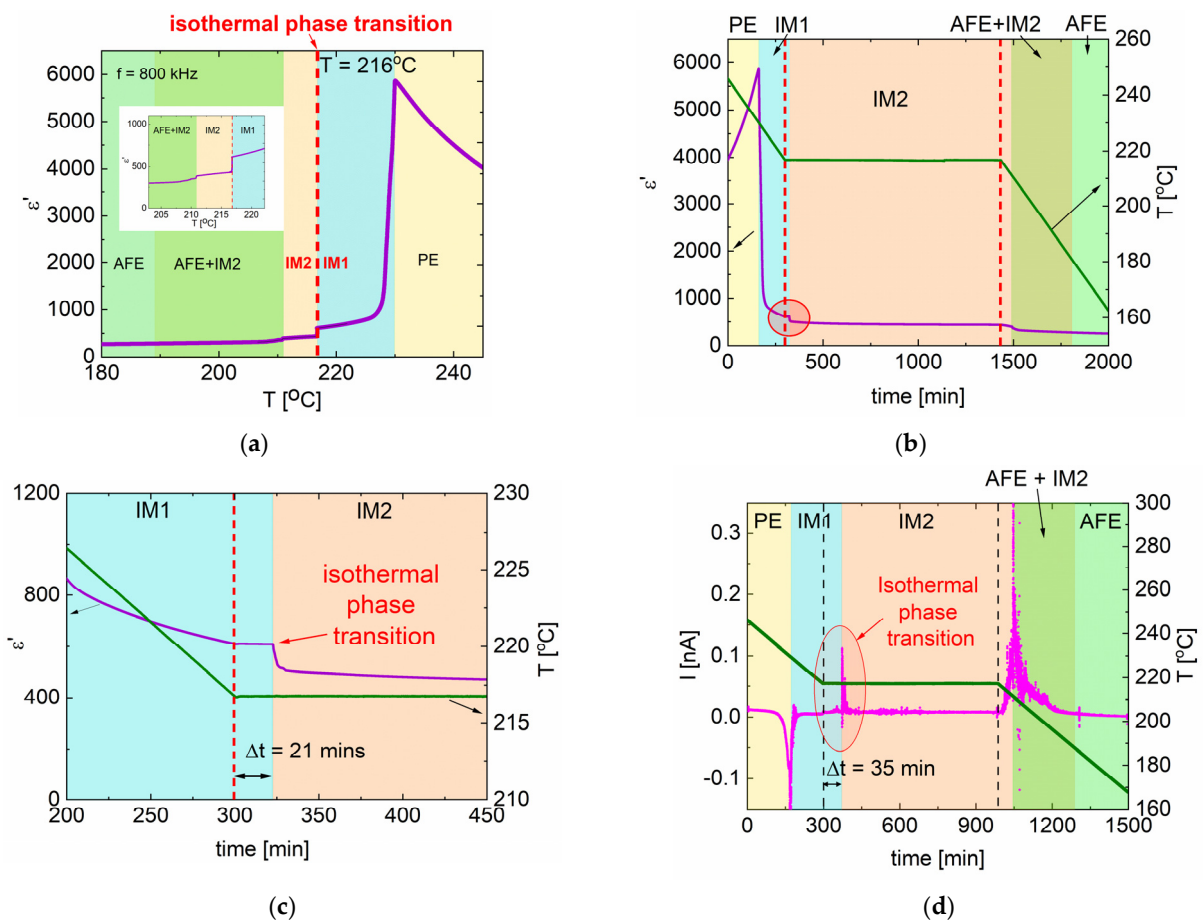 isothermal phase transition
T = 216°C
f = 800 kHz
6000
5000
4000
3000
2000
1000
0
ε'
1000
500
0
ε'
AFE+IM2
IM2
IM1
205
210
215
220
T [°C]
AFE
AFE+IM2
IM2
IM1
PE
180
200
220
240
T [°C]
(a)
PE
IM1
AFE+IM2
AFE
6000
5000
4000
3000
2000
1000
0
ε'
IM2
260
240
220
200
180
160
T [°C]
0
500
1000
1500
2000
time [min]
(b)
1200
1000
800
600
400
200
0
ε'
IM1
IM2
isothermal
phase
transition
Δt = 21 mins
230
225
220
215
210
T [°C]
200
250
300
350
400
450
time [min]
(c)
AFE + IM2
PE
IM1
IM2
AFE
0.3
0.2
0.1
0.0
-0.1
I [nA]
Isothermal
phase
transition
Δt = 35 min
300
280
260
240
220
200
180
160
T [°C]
0
300
600
900
1200
1500
time [min]
(d)